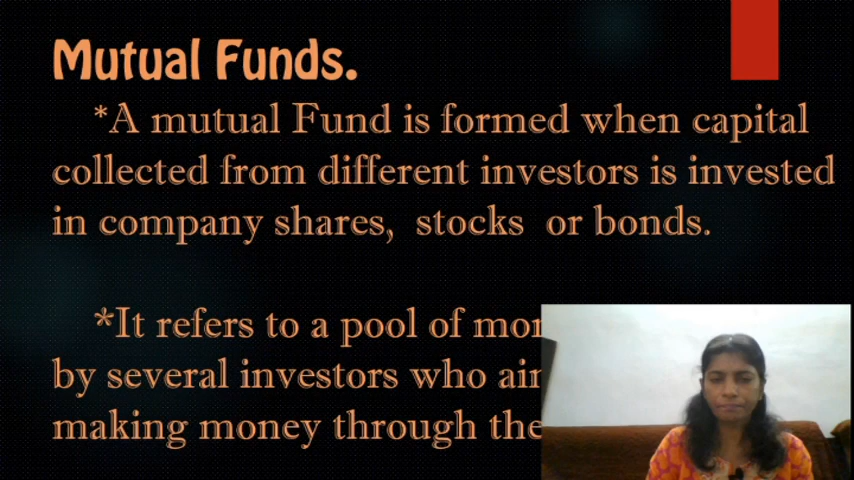 Mutual Funds.
*A mutual Fund is formed when capital
collected from different investors is invested
in company shares, stocks or bonds.
*It refers to a pool of
by several investors who
making money through the